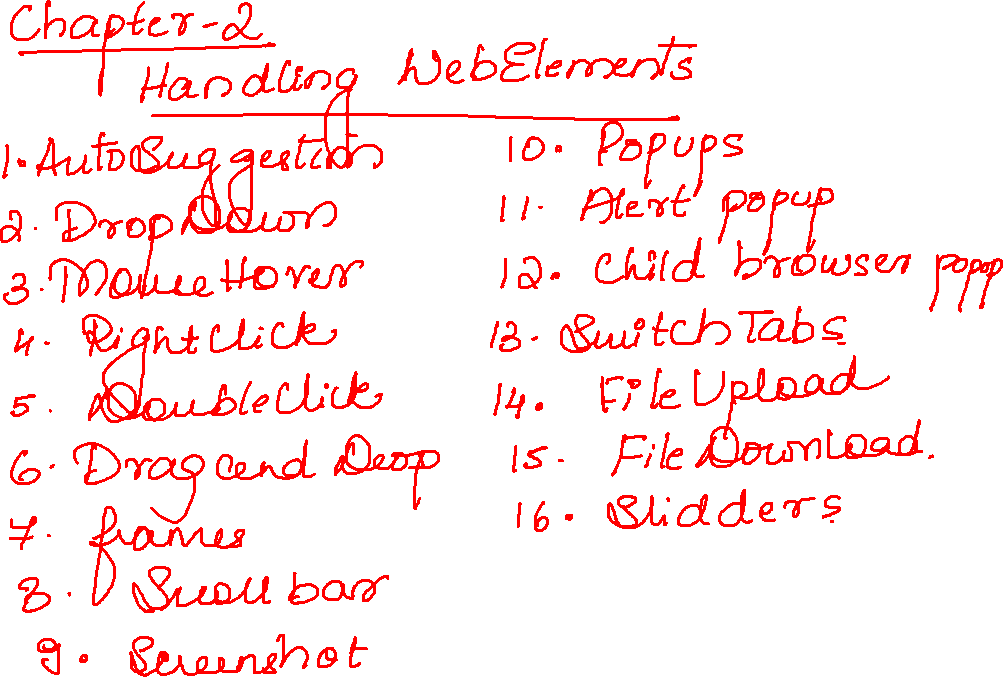 Chapter-2
Handling WebElements
1. AutoSuggestion
2. DropDown
3. MouseHover
4. RightClick
5. DoubleClick
6. Drag and Drop
7. frames
8. Scroll bar
9. Screenshot
10. Popups
11. Alert popup
12. Child browser popup
13. SwitchTabs
14. FileUpload
15. FileDownload.
16. Slidders